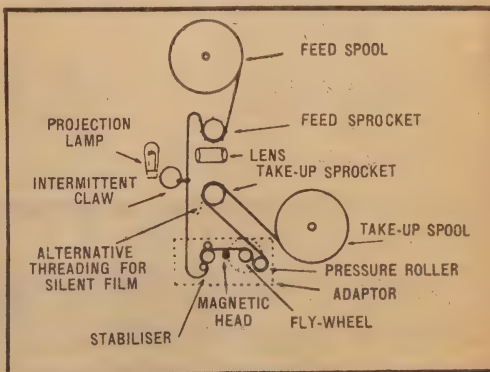 FEED SPOOL
PROJECTION
LAMP
FEED SPROCKET
LENS
TAKE-UP SPROCKET
INTERMITTENT
CLAW
TAKE-UP SPOOL
ALTERNATIVE
THREADING FOR
SILENT FILM
PRESSURE ROLLER
ADAPTOR
MAGNETIC
HEAD
FLY-WHEEL
STABILISER